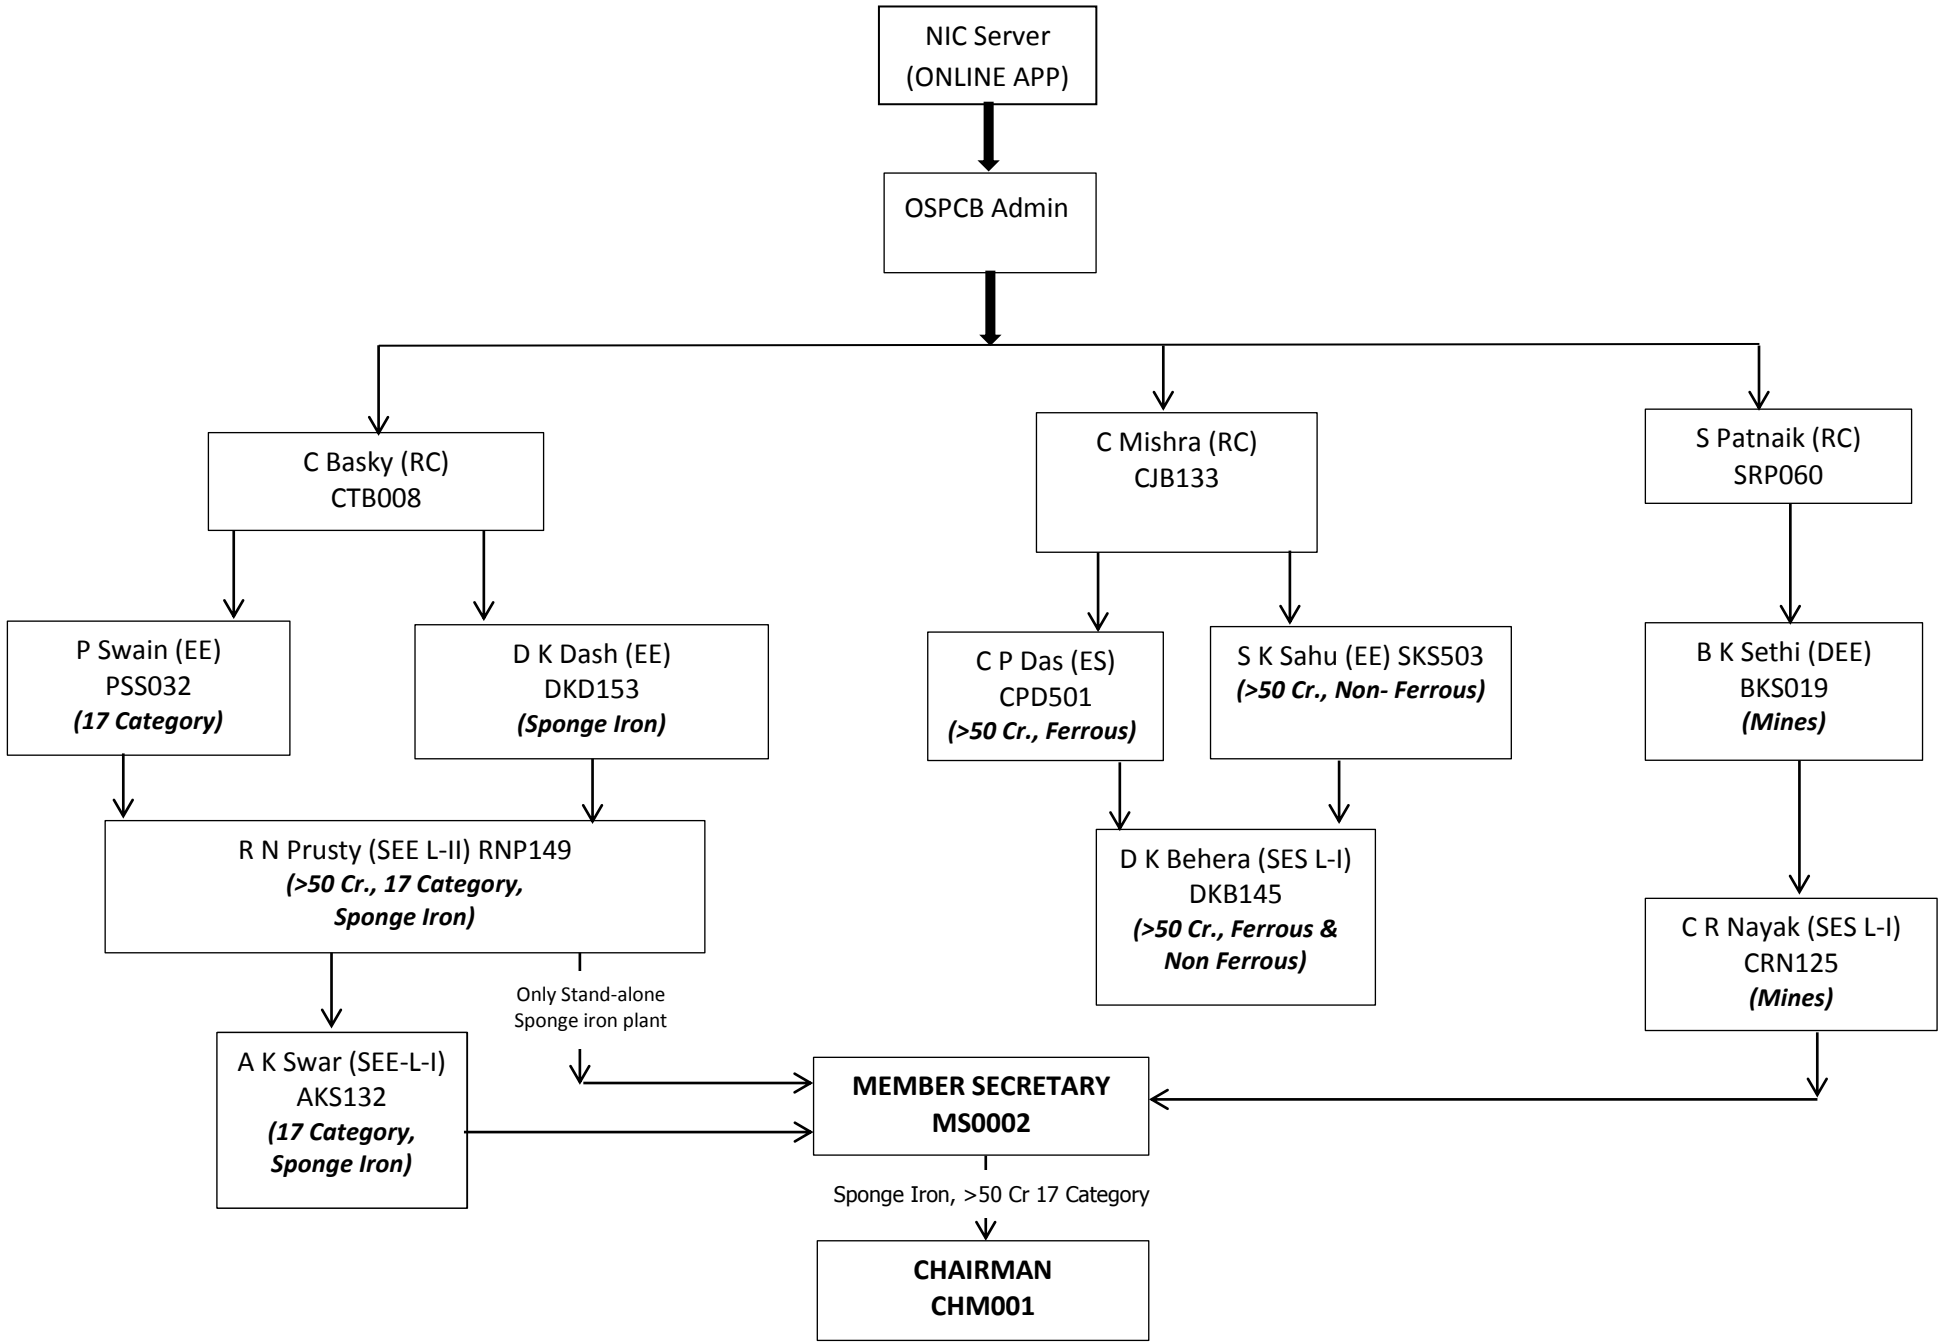 NIC Server
(ONLINE APP)
OSPCB Admin
C Basky (RC)
CTB008
C Mishra (RC)
CJB133
S Patnaik (RC)
SRP060
P Swain (EE)
PSS032
(17 Category)
D K Dash (EE)
DKD153
(Sponge Iron)
C P Das (ES)
CPD501
(>50 Cr., Ferrous)
S K Sahu (EE) SKS503
(>50 Cr., Non- Ferrous)
B K Sethi (DEE)
BKS019
(Mines)
R N Prusty (SEE L-II) RNP149
(>50 Cr., 17 Category,
Sponge Iron)
D K Behera (SES L-I)
DKB145
(>50 Cr., Ferrous &
Non Ferrous)
C R Nayak (SES L-I)
CRN125
(Mines)
Only Stand-alone
Sponge iron plant
A K Swar (SEE-L-I)
AKS132
(17 Category,
Sponge Iron)
MEMBER SECRETARY
MS0002
Sponge Iron, >50 Cr 17 Category
CHAIRMAN
CHM001